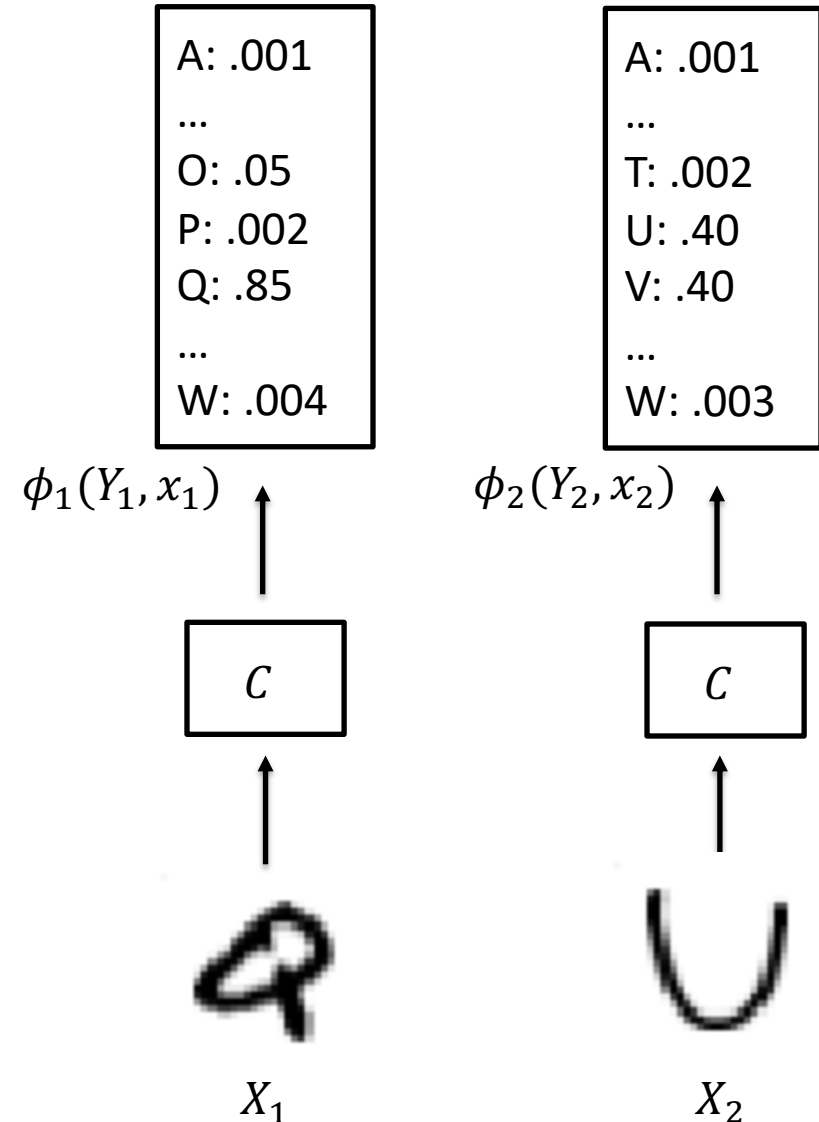 A: .001
...
O: .05
P: .002
Q: .85
...
W: .004
A: .001
...
T: .002
U: .40
V: .40
...
W: .003
𝜙₁(𝑌₁, 𝑥₁)
𝜙₂(𝑌₂, 𝑥₂)
C
C
Q
U
𝑋₁
𝑋₂